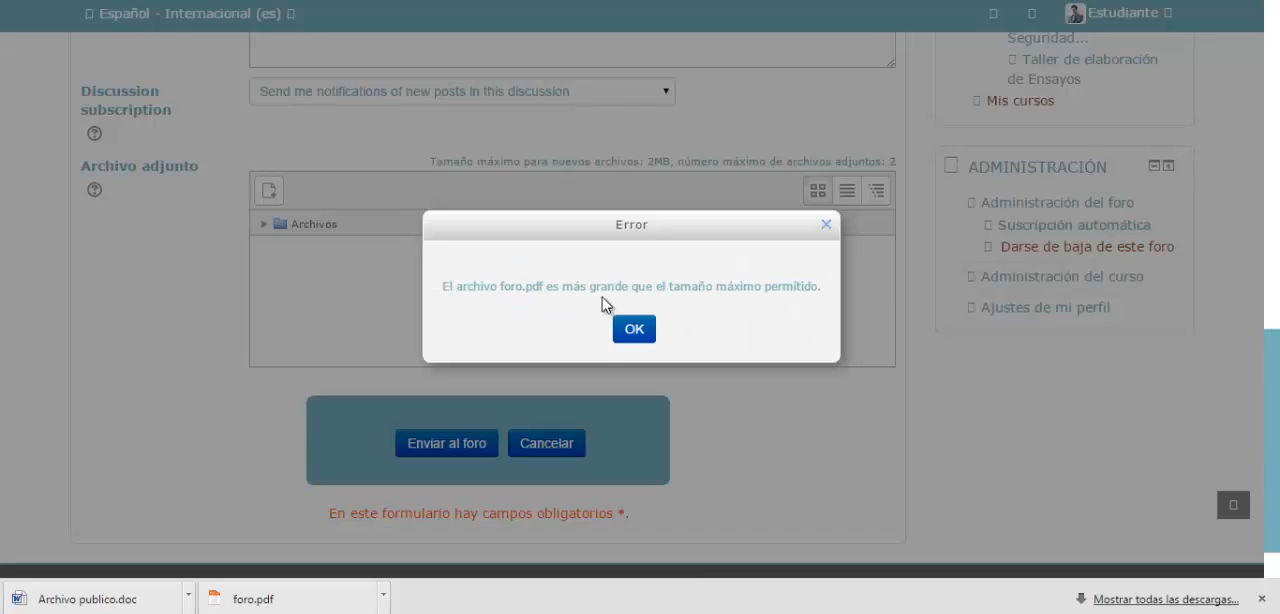 Español - Internacional (es)
Estudiante
Discussion
subscription
Send me notifications of new posts in this discussion
Archivo adjunto
Tamaño máximo para nuevos archivos: 2MB, número máximo de archivos adjuntos: 2
Archivos
Error
El archivo foro.pdf es más grande que el tamaño máximo permitido.
OK
Enviar al foro
Cancelar
En este formulario hay campos obligatorios *.
Seguridad...
Taller de elaboración
de Ensayos
Mis cursos
ADMINISTRACIÓN
Administración del foro
Suscripción automática
Darse de baja de este foro
Administración del curso
Ajustes de mi perfil
Archivo publico.doc
foro.pdf
Mostrar todas las descargas...